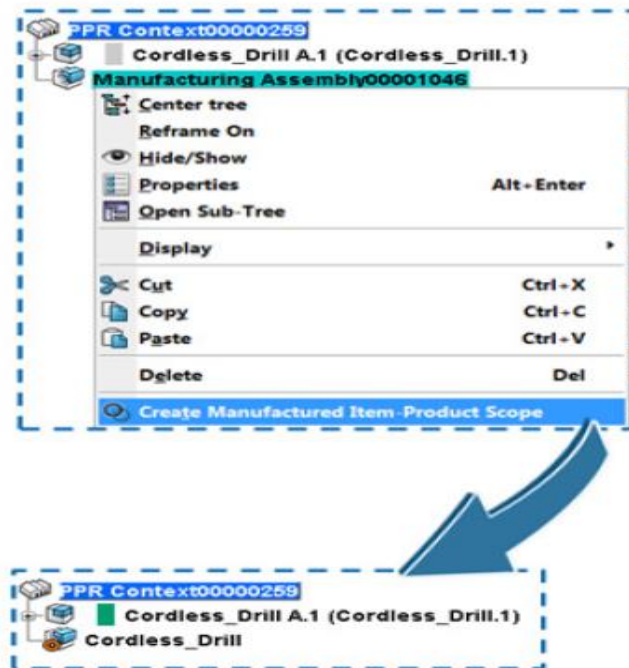 PPR Context00000259
Cordless_Drill A.1 (Cordless_Drill.1)
Manufacturing Assembly00001046
Center tree
Reframe On
Hide/Show
Properties Alt+Enter
Open Sub-Tree
Display
Cut Ctrl+X
Copy Ctrl+C
Paste Ctrl+V
Delete Del
Create Manufactured Item-Product Scope
PPR Context00000259
Cordless_Drill A.1 (Cordless_Drill.1)
Cordless_Drill